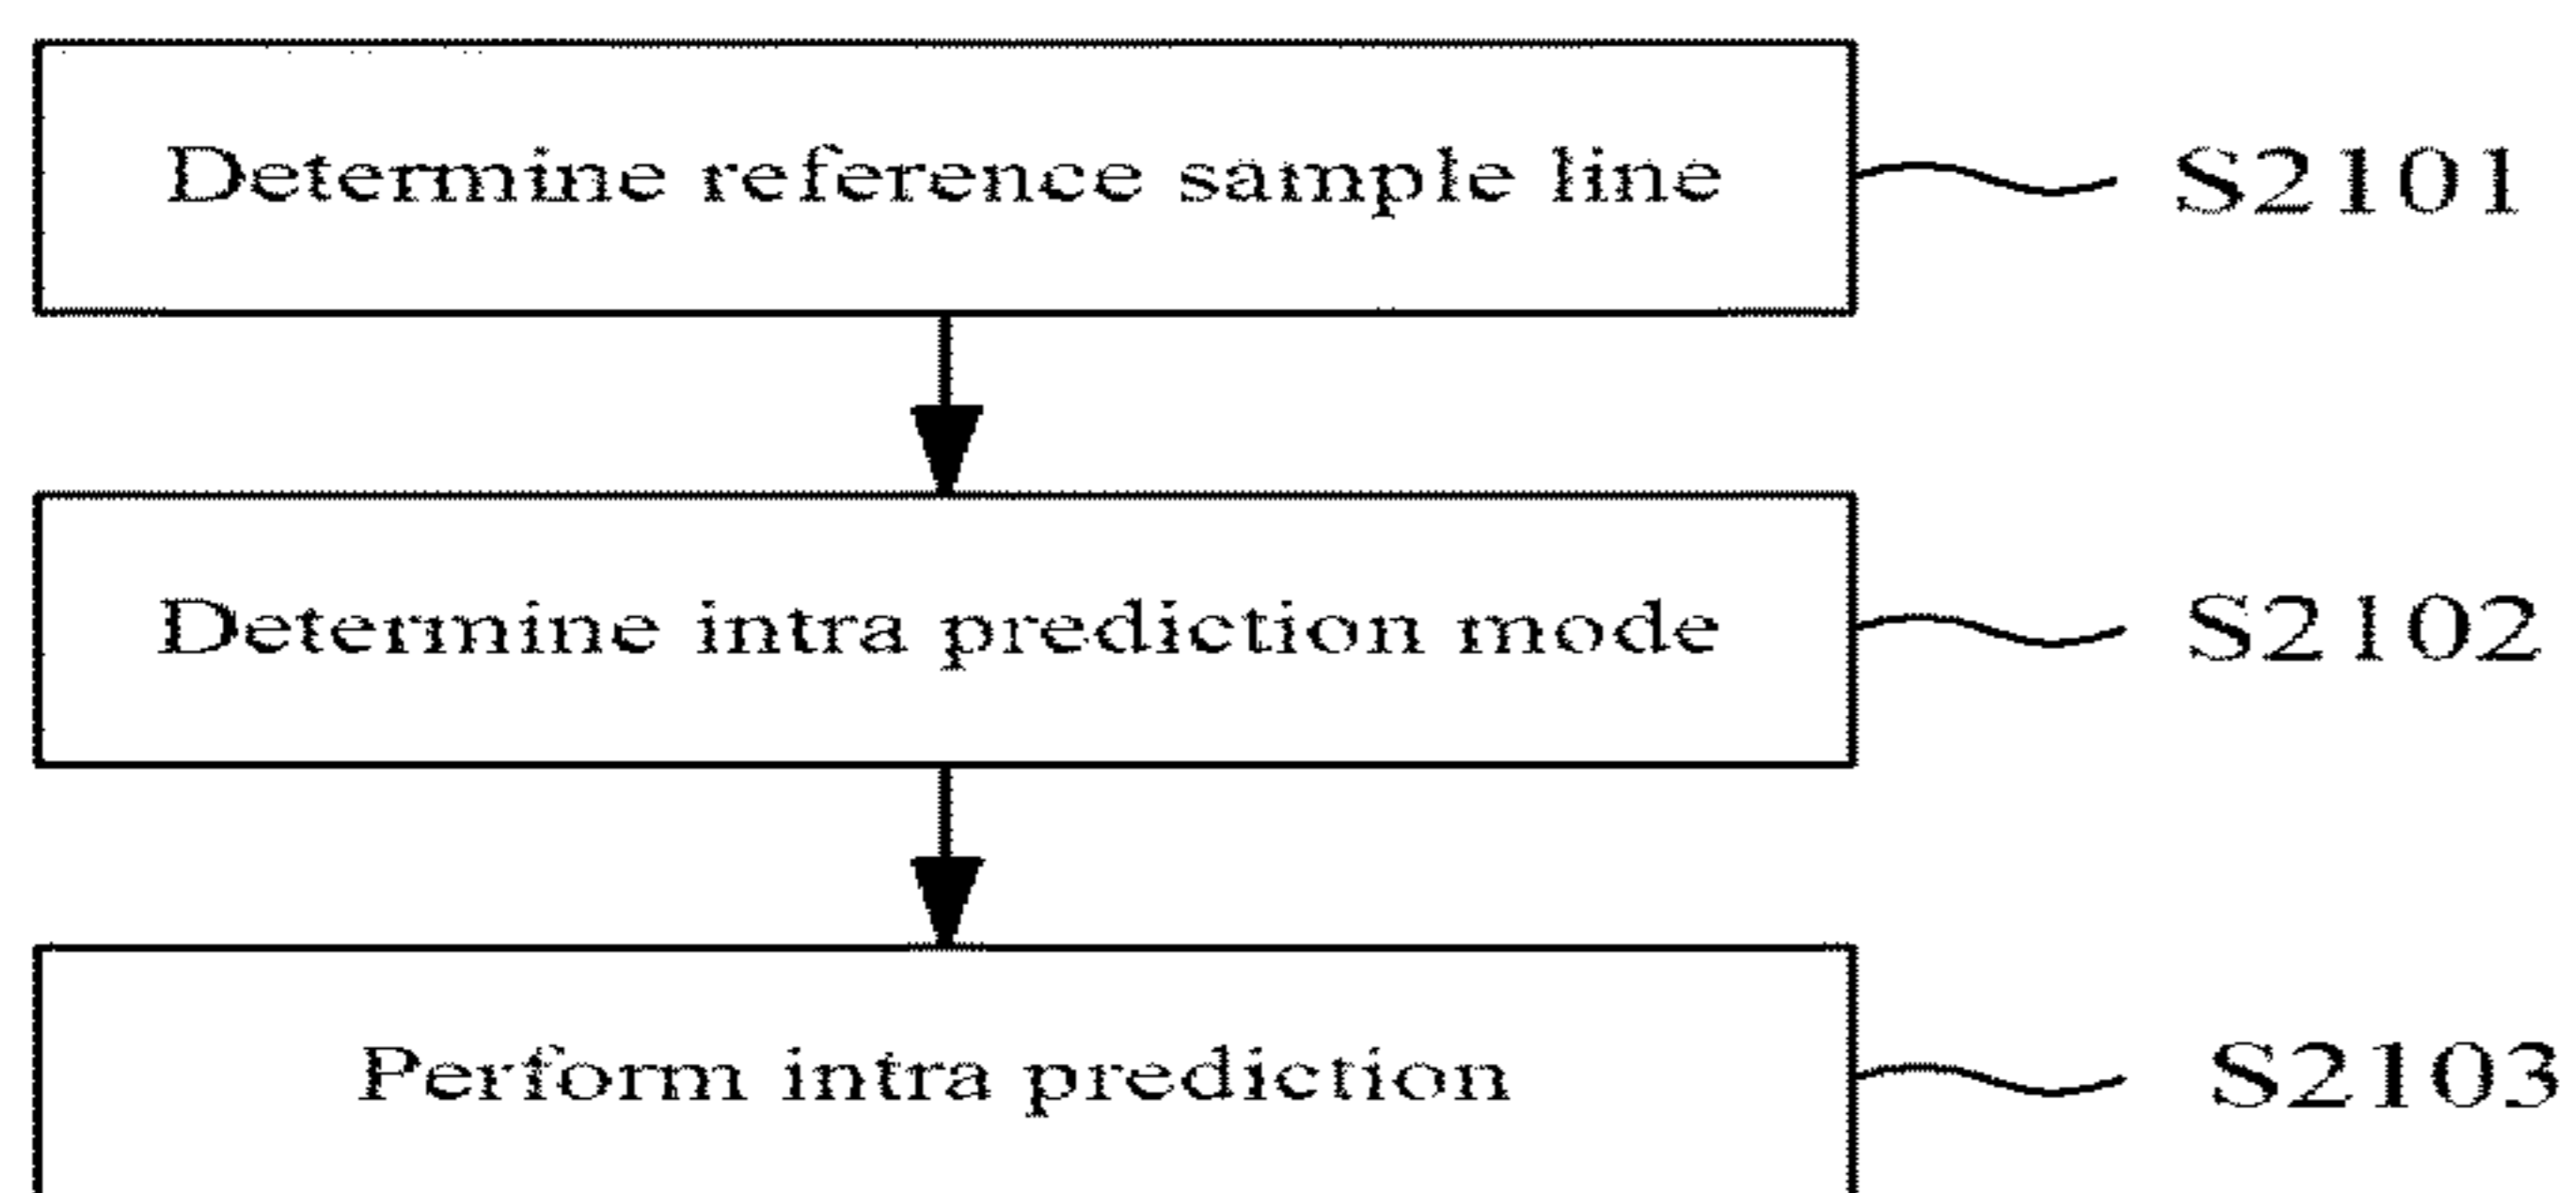 Determine reference sample line S2101
Determine intra prediction mode S2102
Perform intra prediction S2103